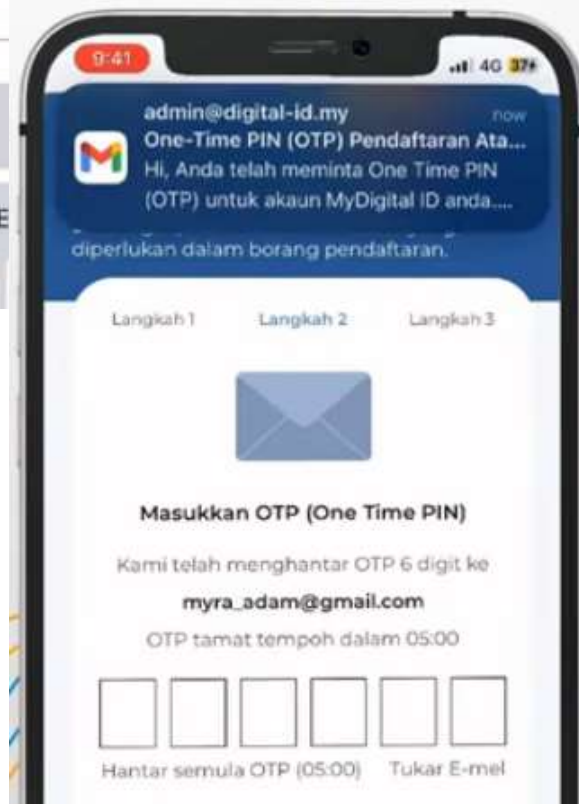 9:41
4G 37
admin@digital-id.my now
One-Time PIN (OTP) Pendaftaran Ata...
Hi, Anda telah meminta One Time PIN
(OTP) untuk akaun MyDigital ID anda....
diperlukan dalam borang pendaftaran.
Langkah 1 Langkah 2 Langkah 3
Masukkan OTP (One Time PIN)
Kami telah menghantar OTP 6 digit ke
myra_adam@gmail.com
OTP tamat tempoh dalam 05:00
Hantar semula OTP (05:00) Tukar E-mel